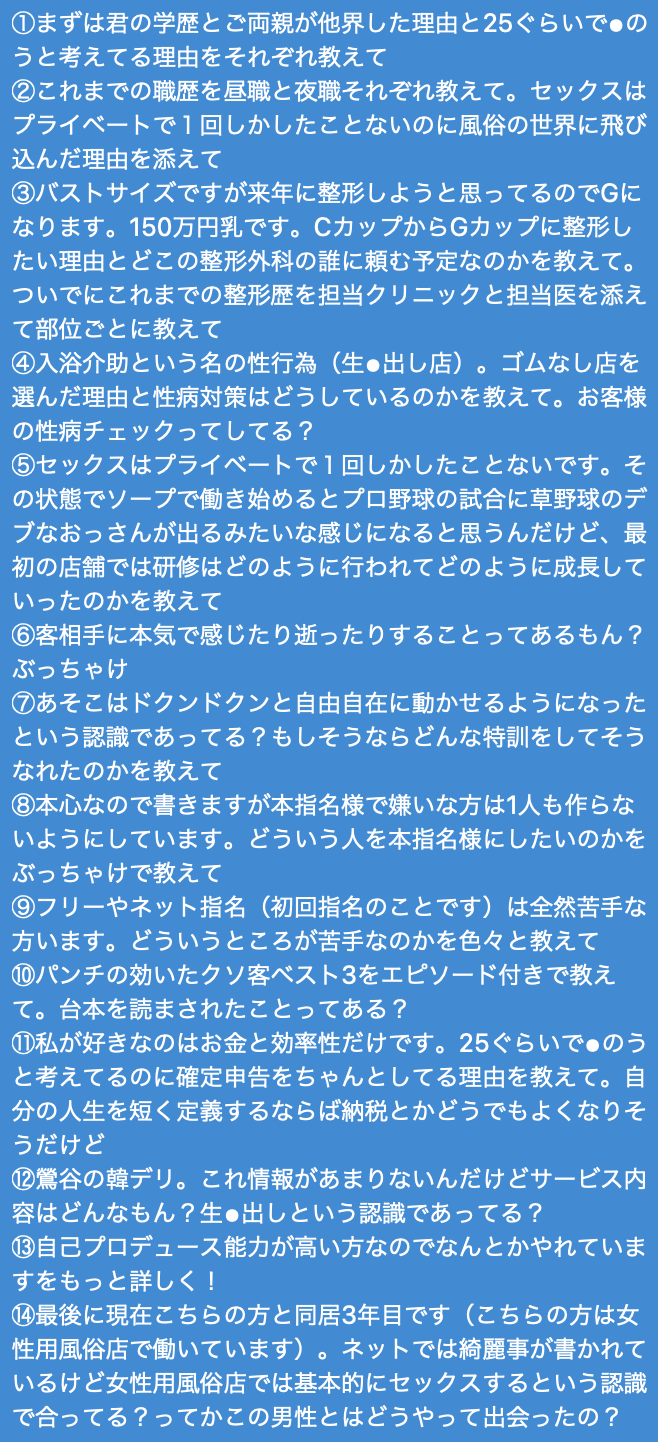 ①まずは君の学歴とご両親が他界した理由と25ぐらいで●の
うと考えてる理由をそれぞれ教えて
②これまでの職歴を昼職と夜職それぞれ教えて。セックスは
プライベートで１回しかしたことないのに風俗の世界に飛び
込んだ理由を添えて
③バストサイズですが来年に整形しようと思ってるのでGに
なります。150万円乳です。CカップからGカップに整形し
たい理由とどこの整形外科の誰に頼む予定なのかを教えて。
ついでにこれまでの整形歴を担当クリニックと担当医を添え
て部位ごとに教えて
④入浴介助という名の性行為（生●出し店）。ゴムなし店を
選んだ理由と性病対策はどうしているのかを教えて。お客様
の性病チェックってしてる？
⑤セックスはプライベートで１回しかしたことないです。そ
の状態でソープで働き始めるとプロ野球の試合に草野球のデ
ブなおっさんが出るみたいな感じになると思うんだけど、最
初の店舗では研修はどのように行われてどのように成長して
いったのかを教えて
⑥客相手に本気で感じたり逝ったりすることってあるもん？
ぶっちゃけ
⑦あそこはドクンドクンと自由自在に動かせるようになった
という認識であってる？もしそうならどんな特訓をしてそう
なれたのかを教えて
⑧本心なので書きますが本指名様で嫌いな方は1人も作らな
いようにしています。どういう人を本指名様にしたいのかを
ぶっちゃけで教えて
⑨フリーやネット指名（初回指名のことです）は全然苦手な
方います。どういうところが苦手なのかを色々と教えて
⑩パンチの効いたクソ客ベスト3をエピソード付きで教え
て。台本を読まされたことってある？
⑪私が好きなのはお金と効率性だけです。25ぐらいで●のう
と考えてるのに確定申告をちゃんとしてる理由を教えて。自
分の人生を短く定義するならば納税とかどうでもよくなりそ
うだけど
⑫鶯谷の韓デリ。これ情報があまりないんだけどサービス内
容はどんなもん？生●出しという認識であってる？
⑬自己プロデュース能力が高い方なのでなんとかやれていま
すをもっと詳しく！
⑭最後に現在こちらの方と同居3年目です（こちらの方は女
性用風俗店で働いています）。ネットでは綺麗事が書かれて
いるけど女性用風俗店では基本的にセックスするという認識
で合ってる？ってかこの男性とはどうやって出会ったの？